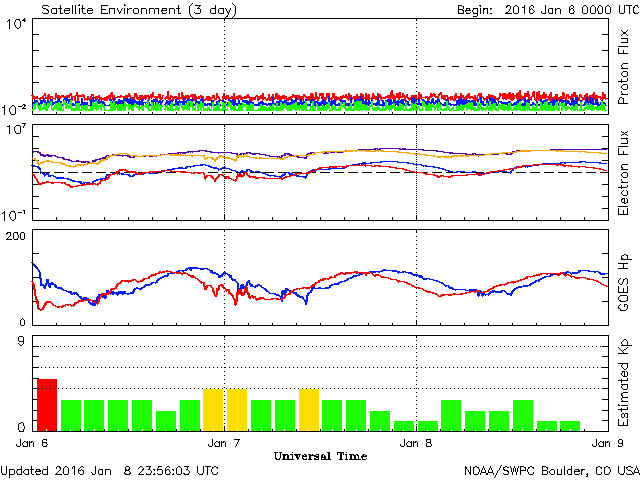 Satellite Environment (3 day)
Begin: 2016 Jan 6 0000 UTC
10⁴
10⁻²
Proton Flux
10⁷
10⁻¹
Electron Flux
200
0
GOES Hp
9
0
Estimated Kp
Jan 6
Jan 7
Jan 8
Jan 9
Universal Time
Updated 2016 Jan 8 23:56:03 UTC
NOAA/SWPC Boulder, CO USA